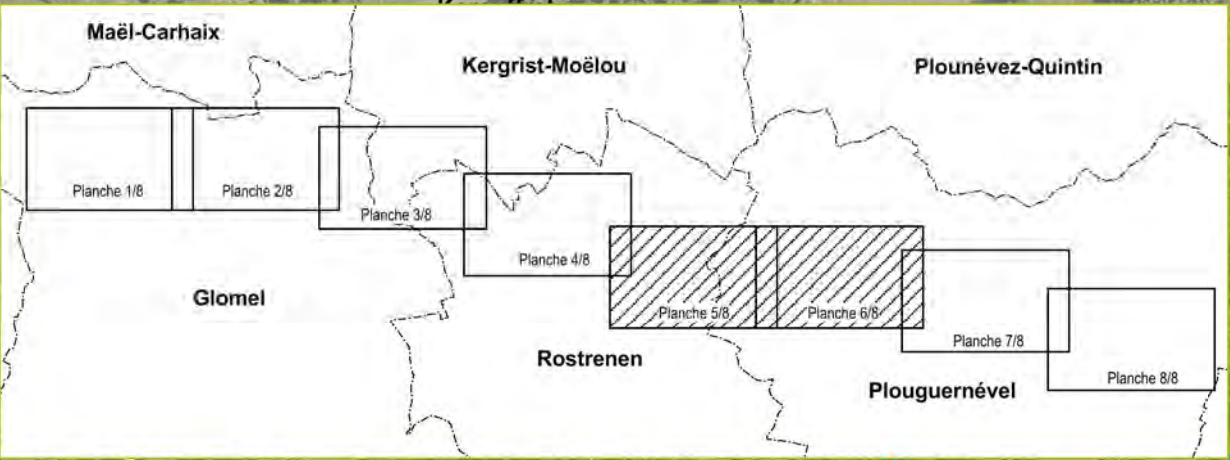 Maël-Carhaix
Kergrist-Moëlou
Plounévez-Quintin
Planche 1/8
Planche 2/8
Planche 3/8
Planche 4/8
Planche 5/8
Planche 6/8
Planche 7/8
Planche 8/8
Glomel
Rostrenen
Plouguernével